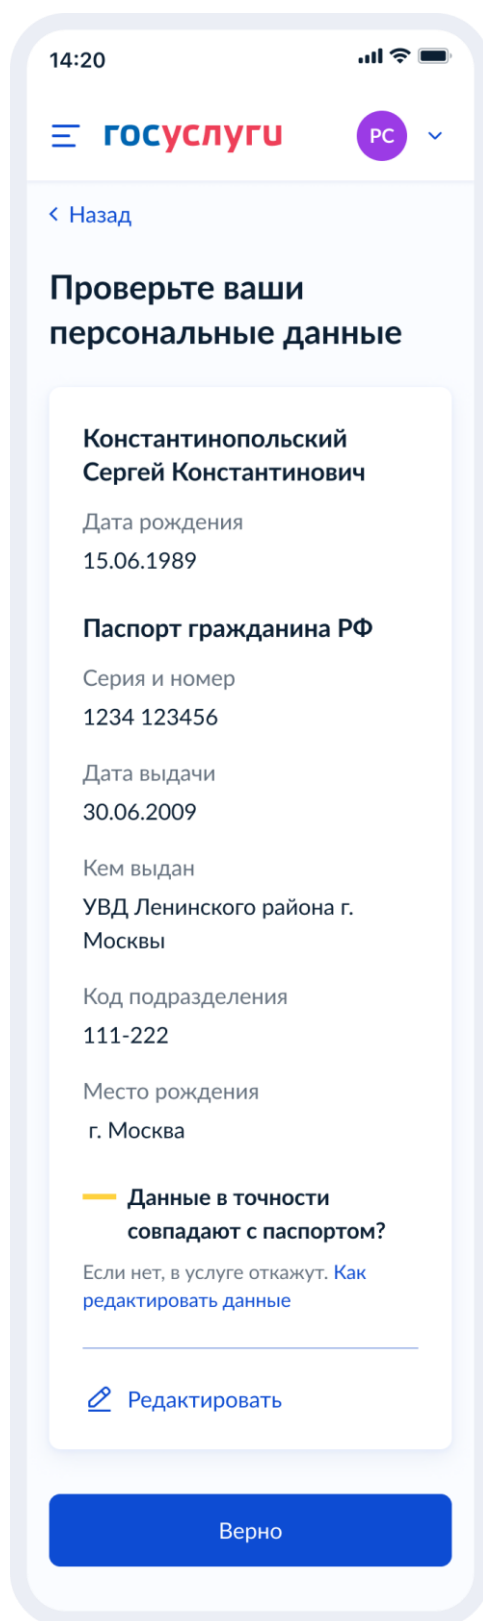 14:20
госуслуги
РС
Назад
Проверьте ваши
персональные данные
Константинопольский
Сергей Константинович
Дата рождения
15.06.1989
Паспорт гражданина РФ
Серия и номер
1234 123456
Дата выдачи
30.06.2009
Кем выдан
УВД Ленинского района г.
Москвы
Код подразделения
111-222
Место рождения
г. Москва
Данные в точности
совпадают с паспортом?
Если нет, в услуге откажут. Как
редактировать данные
Редактировать
Верно